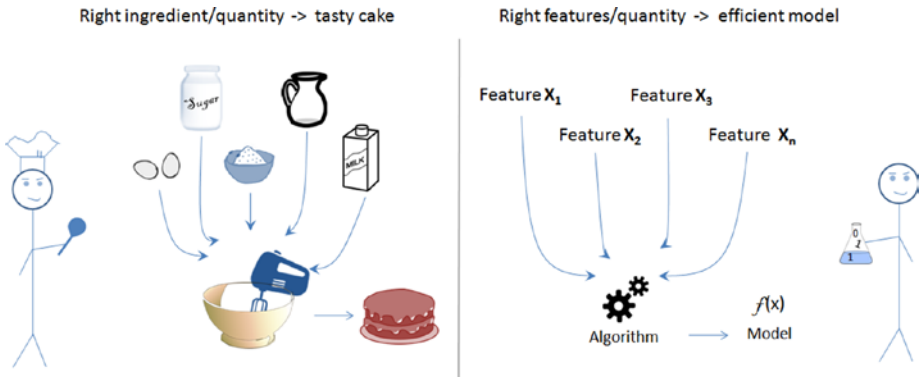 Right ingredient/quantity -> tasty cake
Right features/quantity -> efficient model
Sugar
MILK
Feature X₁
Feature X₃
Feature X₂
Feature Xₙ
0
1
1
f(x)
Algorithm
Model